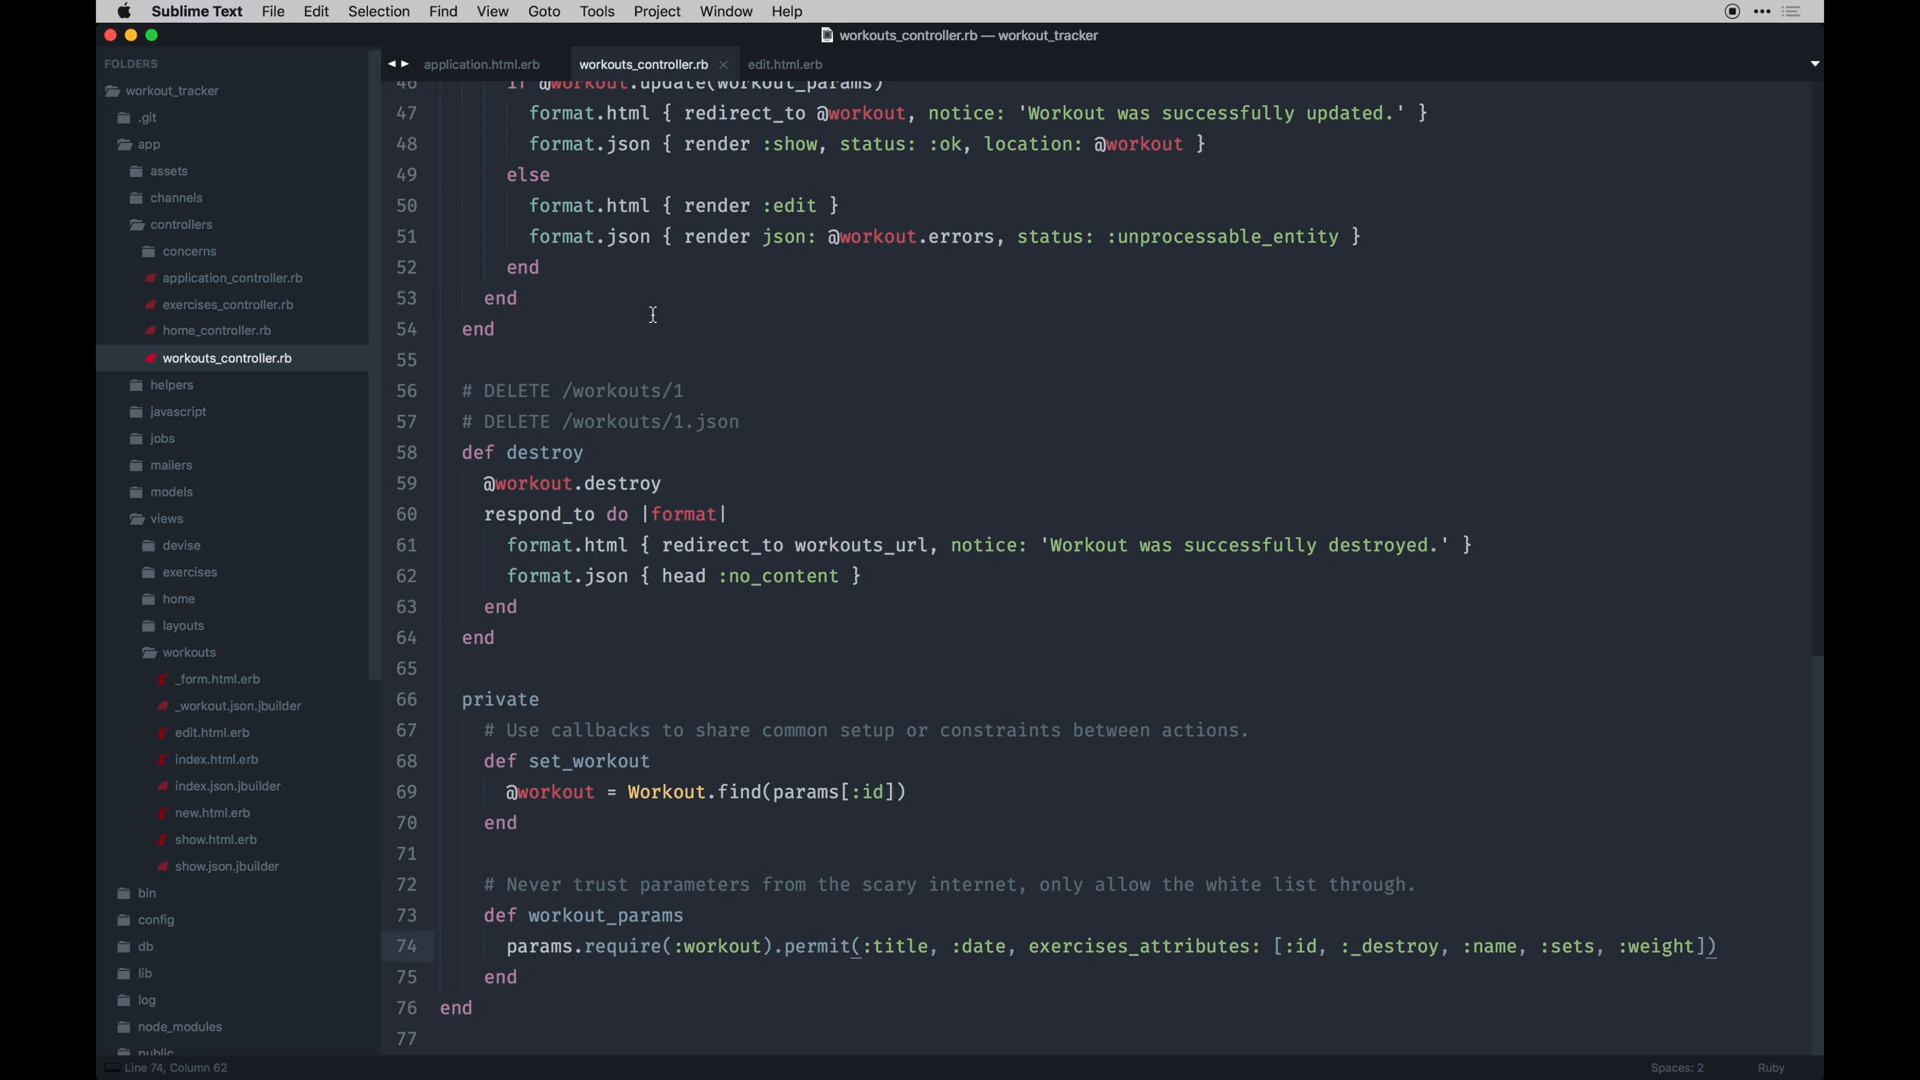 Sublime Text File Edit Selection Find View Goto Tools Project Window Help
workouts_controller.rb — workout_tracker
FOLDERS
workout_tracker
.git
app
assets
channels
controllers
concerns
application_controller.rb
exercises_controller.rb
home_controller.rb
workouts_controller.rb
helpers
javascript
jobs
mailers
models
views
devise
exercises
home
layouts
workouts
_form.html.erb
_workout.json.jbuilder
edit.html.erb
index.html.erb
index.json.jbuilder
new.html.erb
show.html.erb
show.json.jbuilder
bin
config
db
lib
log
node_modules
public
application.html.erb workouts_controller.rb edit.html.erb
46 if @workout.update(workout_params)
47 format.html { redirect_to @workout, notice: 'Workout was successfully updated.' }
48 format.json { render :show, status: :ok, location: @workout }
49 else
50 format.html { render :edit }
51 format.json { render json: @workout.errors, status: :unprocessable_entity }
52 end
53 end
54 end
55
56 # DELETE /workouts/1
57 # DELETE /workouts/1.json
58 def destroy
59 @workout.destroy
60 respond_to do |format|
61 format.html { redirect_to workouts_url, notice: 'Workout was successfully destroyed.' }
62 format.json { head :no_content }
63 end
64 end
65
66 private
67 # Use callbacks to share common setup or constraints between actions.
68 def set_workout
69 @workout = Workout.find(params[:id])
70 end
71
72 # Never trust parameters from the scary internet, only allow the white list through.
73 def workout_params
74 params.require(:workout).permit(:title, :date, exercises_attributes: [:id, :_destroy, :name, :sets, :weight])
75 end
76 end
77
Line 74, Column 62 Spaces: 2 Ruby